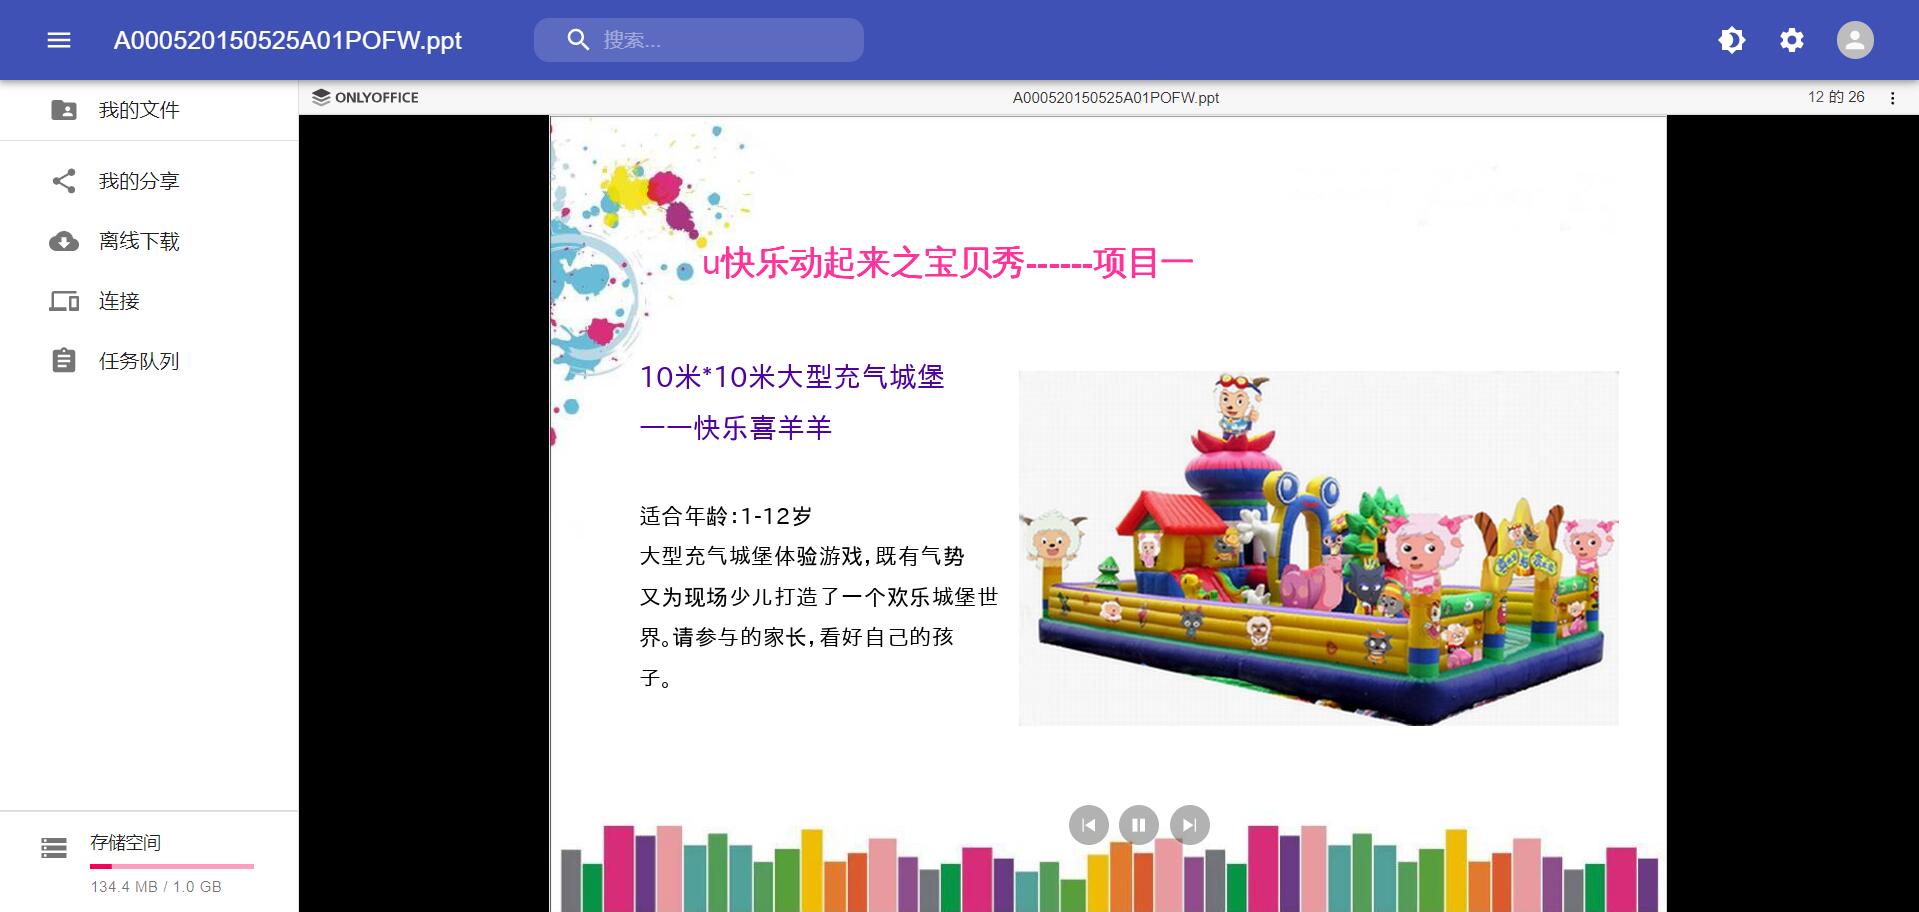 A000520150525A01POFW.ppt
搜索...
我的文件
我的分享
离线下载
连接
任务队列
存储空间
134.4 MB / 1.0 GB
ONLYOFFICE
A000520150525A01POFW.ppt
12 的 26
u快乐动起来之宝贝秀------项目一
10米*10米大型充气城堡
一一快乐喜羊羊
适合年龄:1-12岁
大型充气城堡体验游戏,既有气势
又为现场少儿打造了一个欢乐城堡世
界。请参与的家长,看好自己的孩
子。